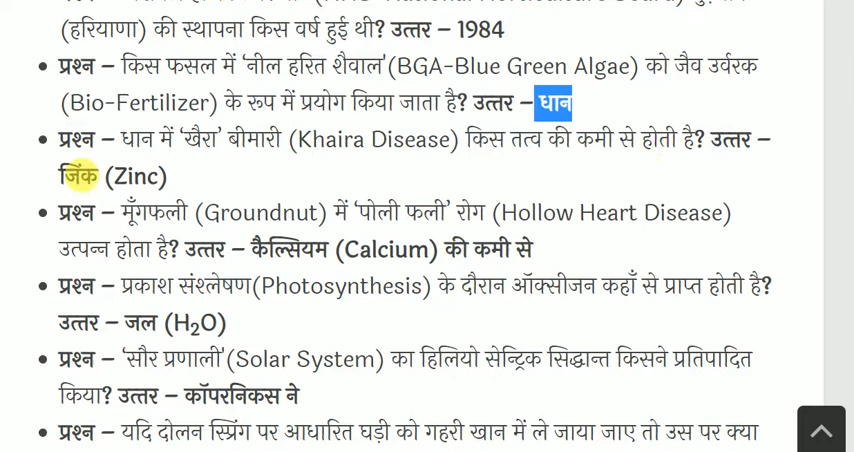 (हरियाणा) की स्थापना किस वर्ष हुई थी? उत्तर – 1984
प्रश्न – किस फसल में ‘नील हरित शैवाल'(BGA-Blue Green Algae) को जैव उर्वरक
(Bio-Fertilizer) के रूप में प्रयोग किया जाता है? उत्तर – धान
प्रश्न – धान में ‘खैरा’ बीमारी (Khaira Disease) किस तत्व की कमी से होती है? उत्तर –
जिंक (Zinc)
प्रश्न – मूँगफली (Groundnut) में ‘पोली फली’ रोग (Hollow Heart Disease)
उत्पन्न होता है? उत्तर – कैल्सियम (Calcium) की कमी से
प्रश्न – प्रकाश संश्लेषण(Photosynthesis) के दौरान ऑक्सीजन कहाँ से प्राप्त होती है?
उत्तर – जल (H₂O)
प्रश्न – ‘सौर प्रणाली'(Solar System) का हिलियो सेन्ट्रिक सिद्धान्त किसने प्रतिपादित
किया? उत्तर – कॉपरनिकस ने
प्रश्न – यदि दोलन स्प्रिंग पर आधारित घड़ी को गहरी खान में ले जाया जाए तो उस पर क्या